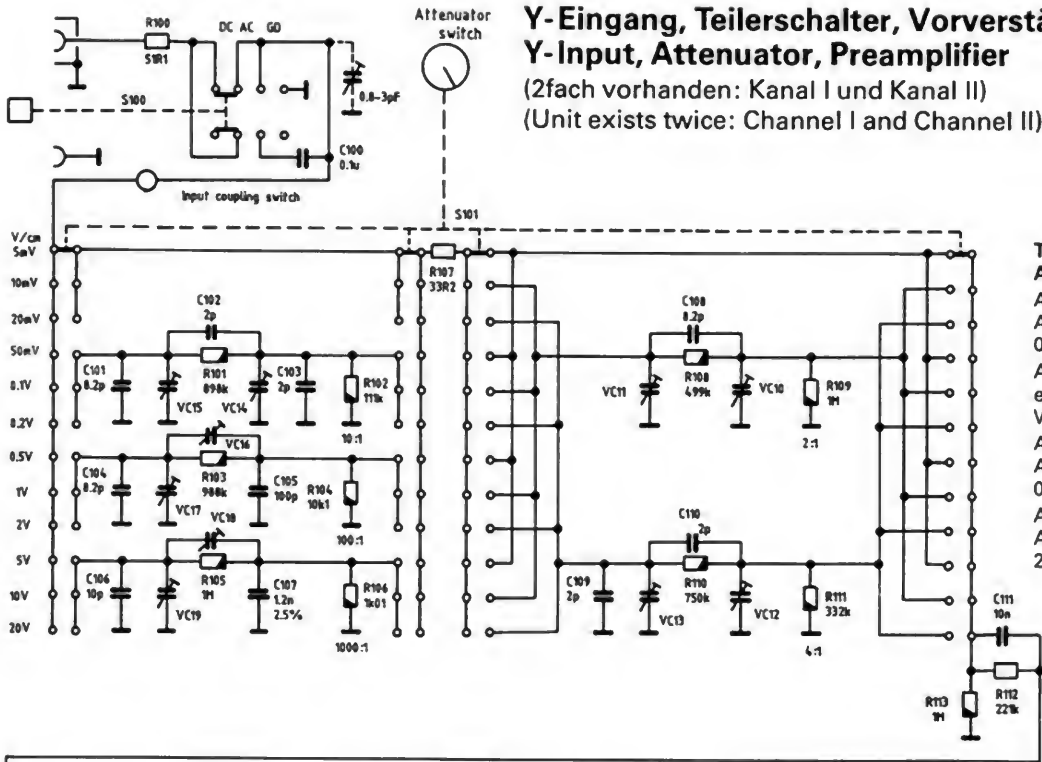 Y-Eingang, Teilerschalter, Vorverstä
Y-Input, Attenuator, Preamplifier
(2fach vorhanden: Kanal I und Kanal II)
(Unit exists twice: Channel I and Channel II)
Attenuator
switch
R100
51R1
DC AC GD
S100
0.8-3pF
C100
0.1u
Input coupling switch
S101
V/cm
5mV
10mV
20mV
50mV
0.1V
0.2V
0.5V
1V
2V
5V
10V
20V
R107
33R2
C102
2p
C101
8.2p
VC15
R101
898k
VC14
C103
2p
R102
111k
10:1
VC16
C104
8.2p
VC17
R103
988k
C105
100p
R104
10k1
100:1
VC18
C106
10p
VC19
R105
1M
C107
1.2n
2.5%
R106
1k01
1000:1
C108
8.2p
VC11
R108
499k
VC10
R109
1M
2:1
C110
2p
C109
2p
VC13
R110
750k
VC12
R111
332k
4:1
C111
10n
R113
1M
R112
221k
T
A
A
A
0
A
e
V
A
A
0
A
A
2